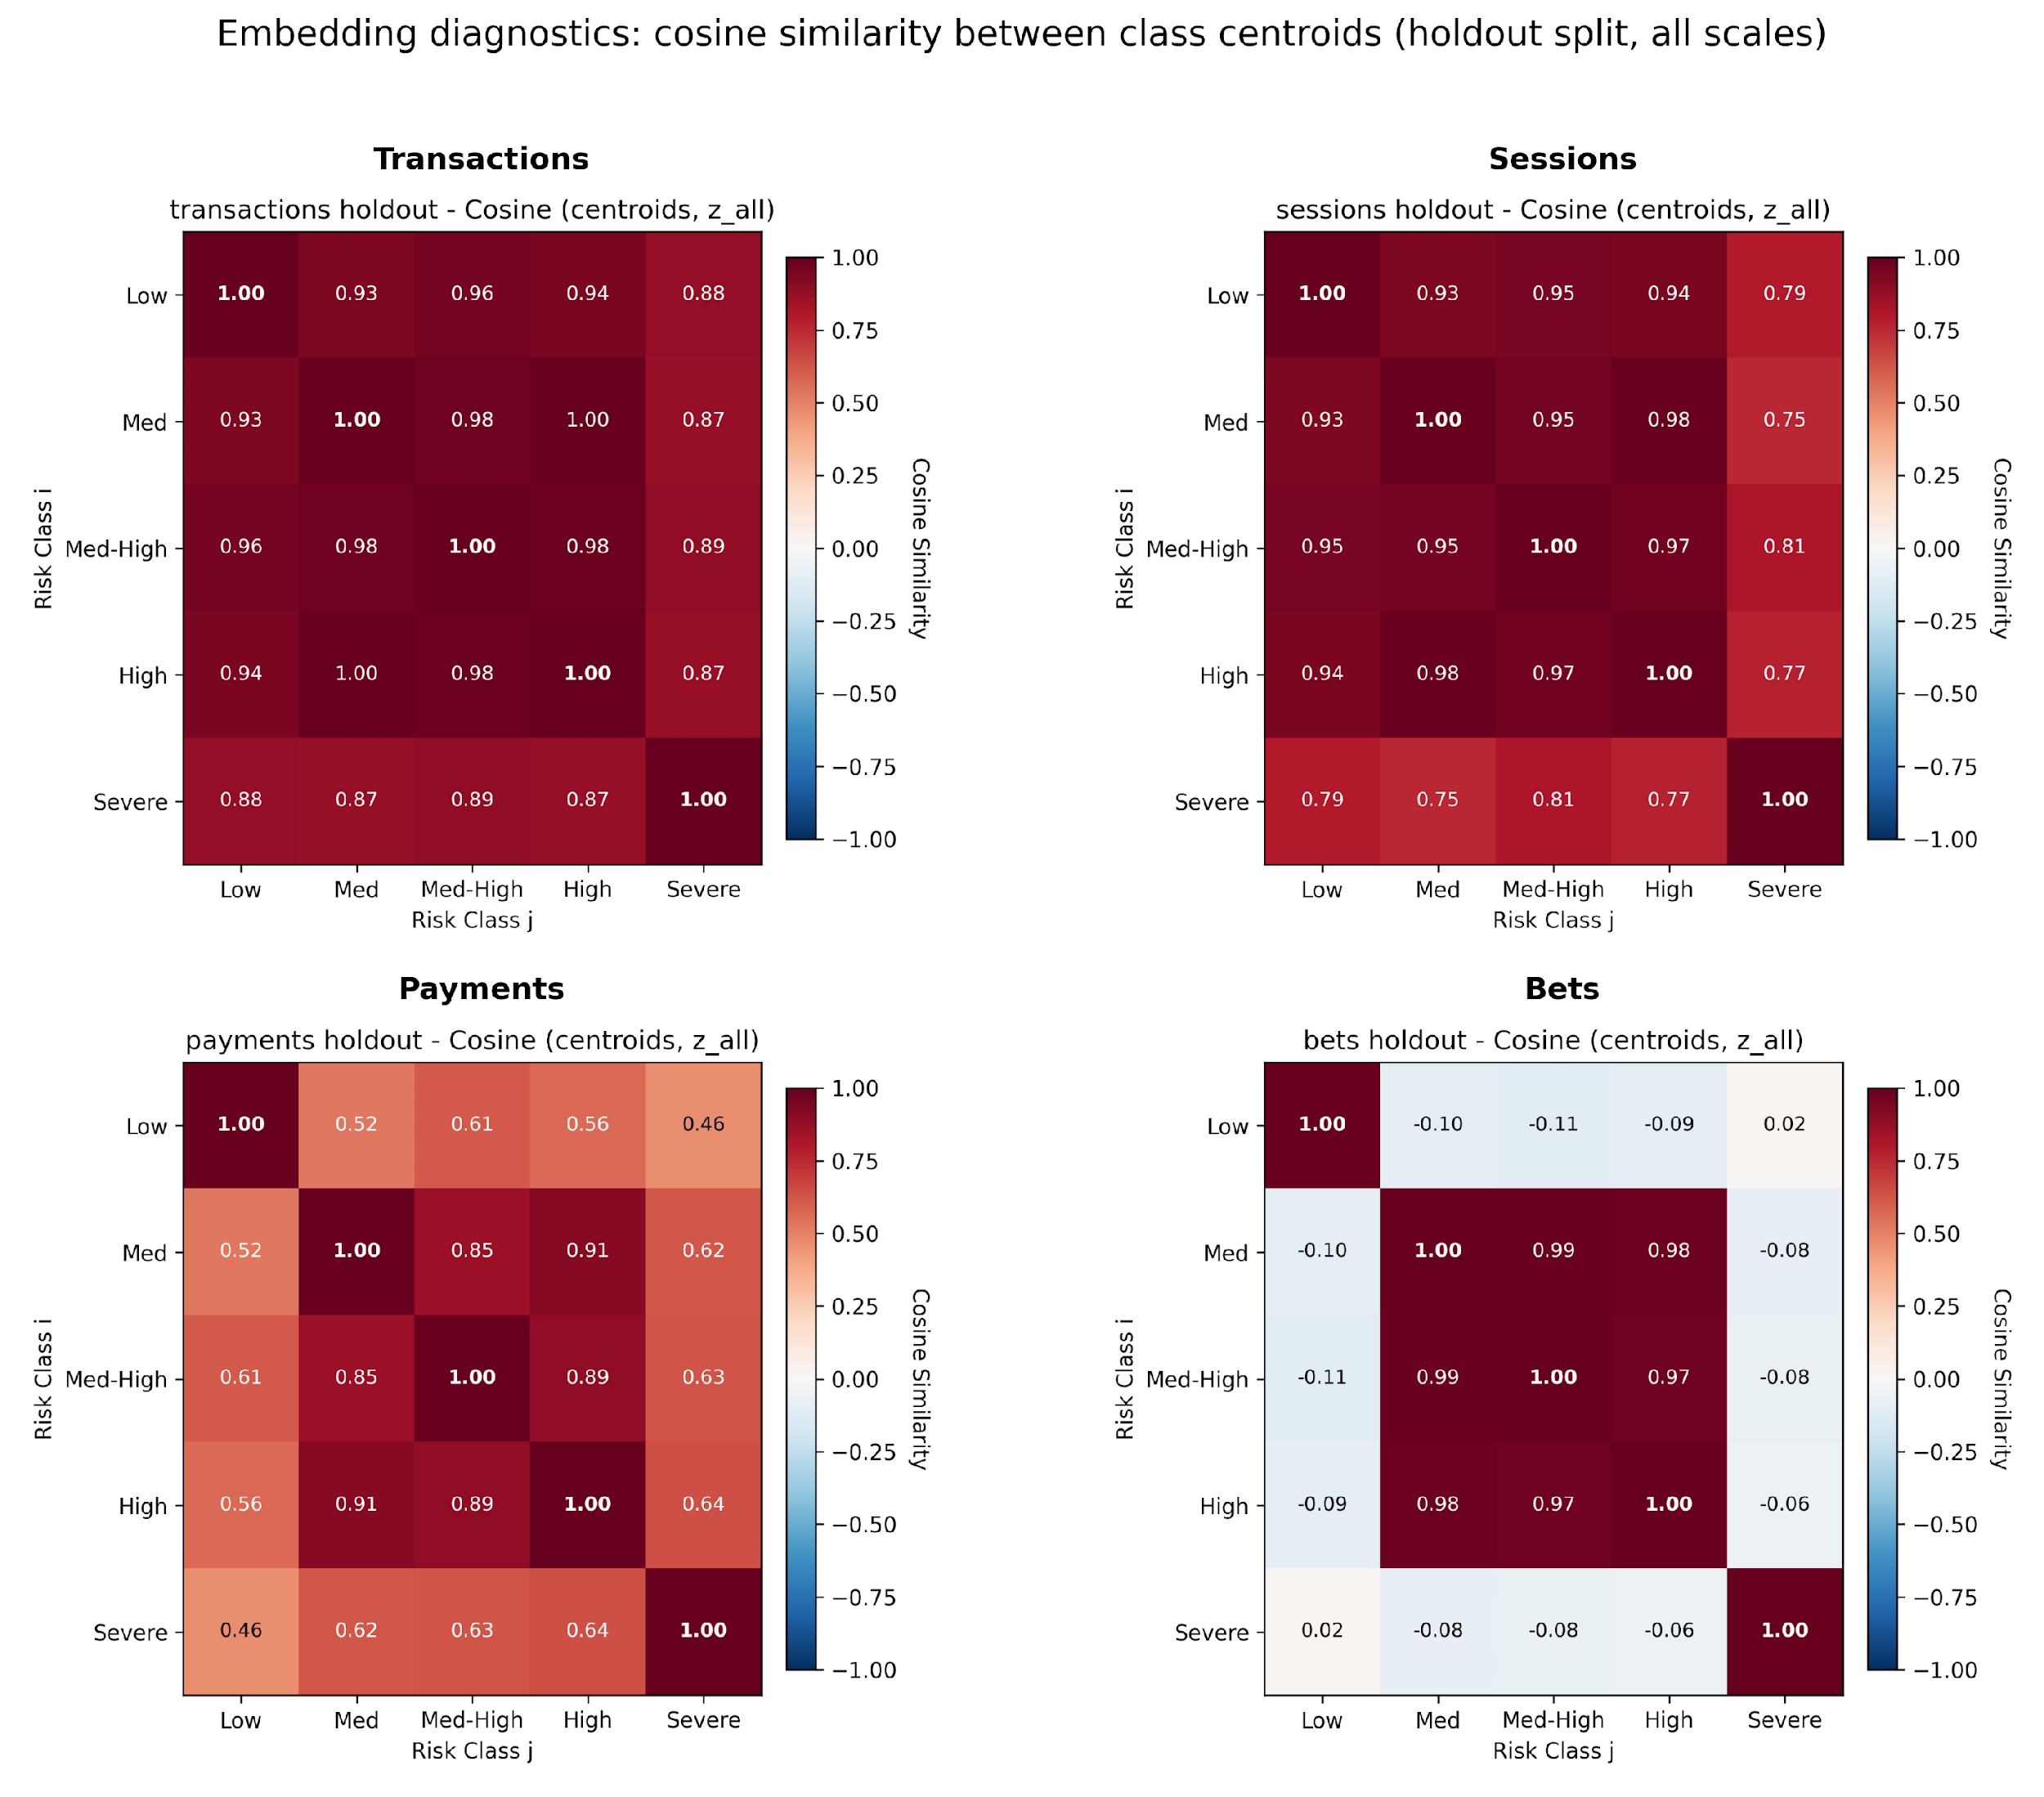 Embedding diagnostics: cosine similarity between class centroids (holdout split, all scales)
Transactions
transactions holdout - Cosine (centroids, z_all)
Risk Class i
Low 1.00 0.93 0.96 0.94 0.88
Med 0.93 1.00 0.98 1.00 0.87
Med-High 0.96 0.98 1.00 0.98 0.89
High 0.94 1.00 0.98 1.00 0.87
Severe 0.88 0.87 0.89 0.87 1.00
Low Med Med-High High Severe
Risk Class j
1.00
0.75
0.50
0.25
0.00
−0.25
−0.50
−0.75
−1.00
Cosine Similarity
Sessions
sessions holdout - Cosine (centroids, z_all)
Risk Class i
Low 1.00 0.93 0.95 0.94 0.79
Med 0.93 1.00 0.95 0.98 0.75
Med-High 0.95 0.95 1.00 0.97 0.81
High 0.94 0.98 0.97 1.00 0.77
Severe 0.79 0.75 0.81 0.77 1.00
Low Med Med-High High Severe
Risk Class j
1.00
0.75
0.50
0.25
0.00
−0.25
−0.50
−0.75
−1.00
Cosine Similarity
Payments
payments holdout - Cosine (centroids, z_all)
Risk Class i
Low 1.00 0.52 0.61 0.56 0.46
Med 0.52 1.00 0.85 0.91 0.62
Med-High 0.61 0.85 1.00 0.89 0.63
High 0.56 0.91 0.89 1.00 0.64
Severe 0.46 0.62 0.63 0.64 1.00
Low Med Med-High High Severe
Risk Class j
1.00
0.75
0.50
0.25
0.00
−0.25
−0.50
−0.75
−1.00
Cosine Similarity
Bets
bets holdout - Cosine (centroids, z_all)
Risk Class i
Low 1.00 -0.10 -0.11 -0.09 0.02
Med -0.10 1.00 0.99 0.98 -0.08
Med-High -0.11 0.99 1.00 0.97 -0.08
High -0.09 0.98 0.97 1.00 -0.06
Severe 0.02 -0.08 -0.08 -0.06 1.00
Low Med Med-High High Severe
Risk Class j
1.00
0.75
0.50
0.25
0.00
−0.25
−0.50
−0.75
−1.00
Cosine Similarity